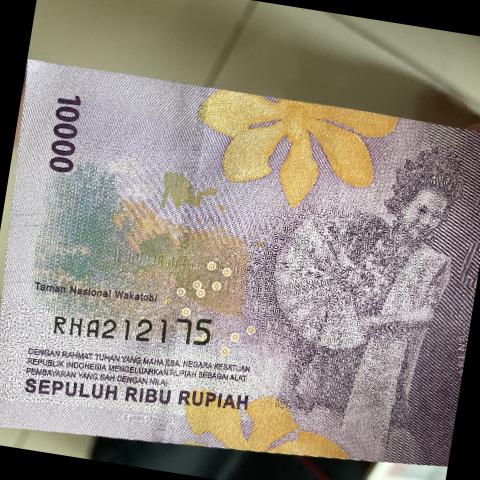 10000
Taman Nasional Wakatobi
RHA212175
DENGAN RAHMAT TUHAN YANG MAHA ESA, NEGARA KESATUAN
REPUBLIK INDONESIA MENGELUARKAN RUPIAH SEBAGAI ALAT
PEMBAYARAN YANG SAH DENGAN NILAI
SEPULUH RIBU RUPIAH